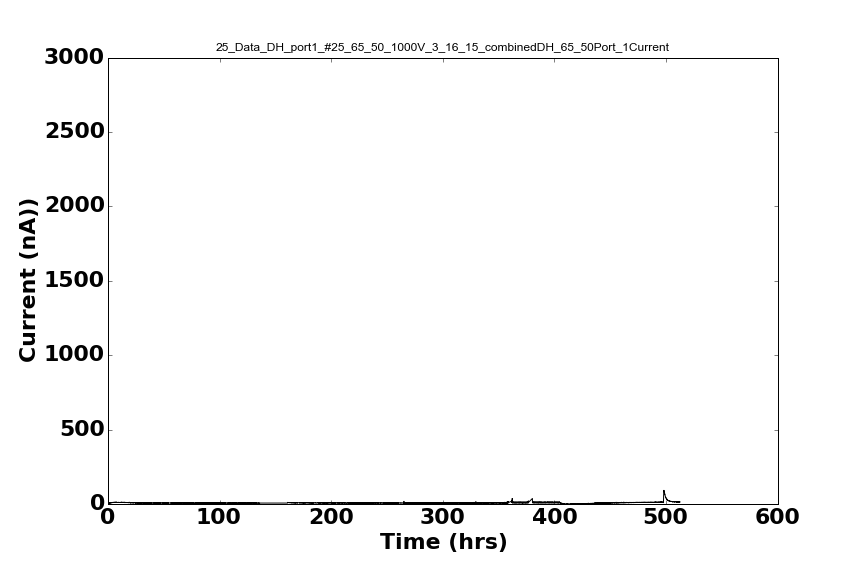 25_Data_DH_port1_#25_65_50_1000V_3_16_15_combinedDH_65_50Port_1Current
3000
2500
2000
1500
1000
500
0
Current (nA))
0 100 200 300 400 500 600
Time (hrs)